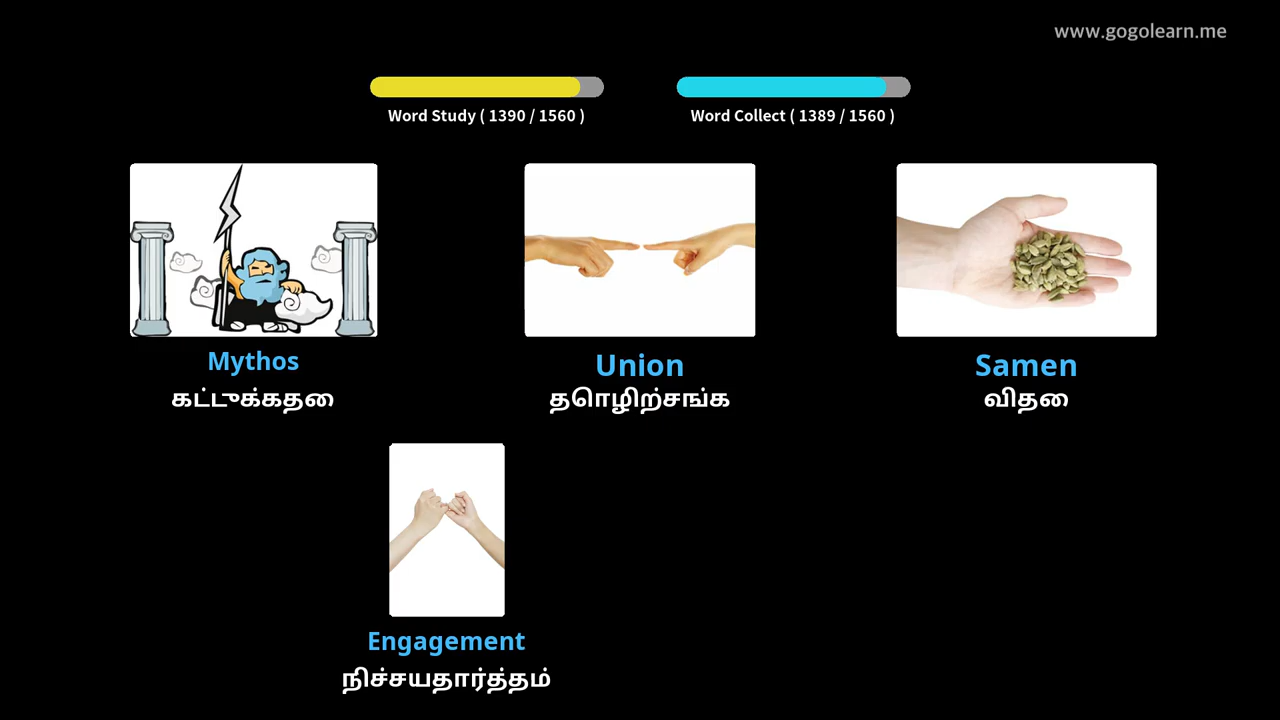 www.gogolearn.me
Word Study ( 1390 / 1560 )
Word Collect ( 1389 / 1560 )
Mythos
கட்டுக்கதை
Union
தொழிற்சங்க
Samen
விதை
Engagement
நிச்சயதார்த்தம்